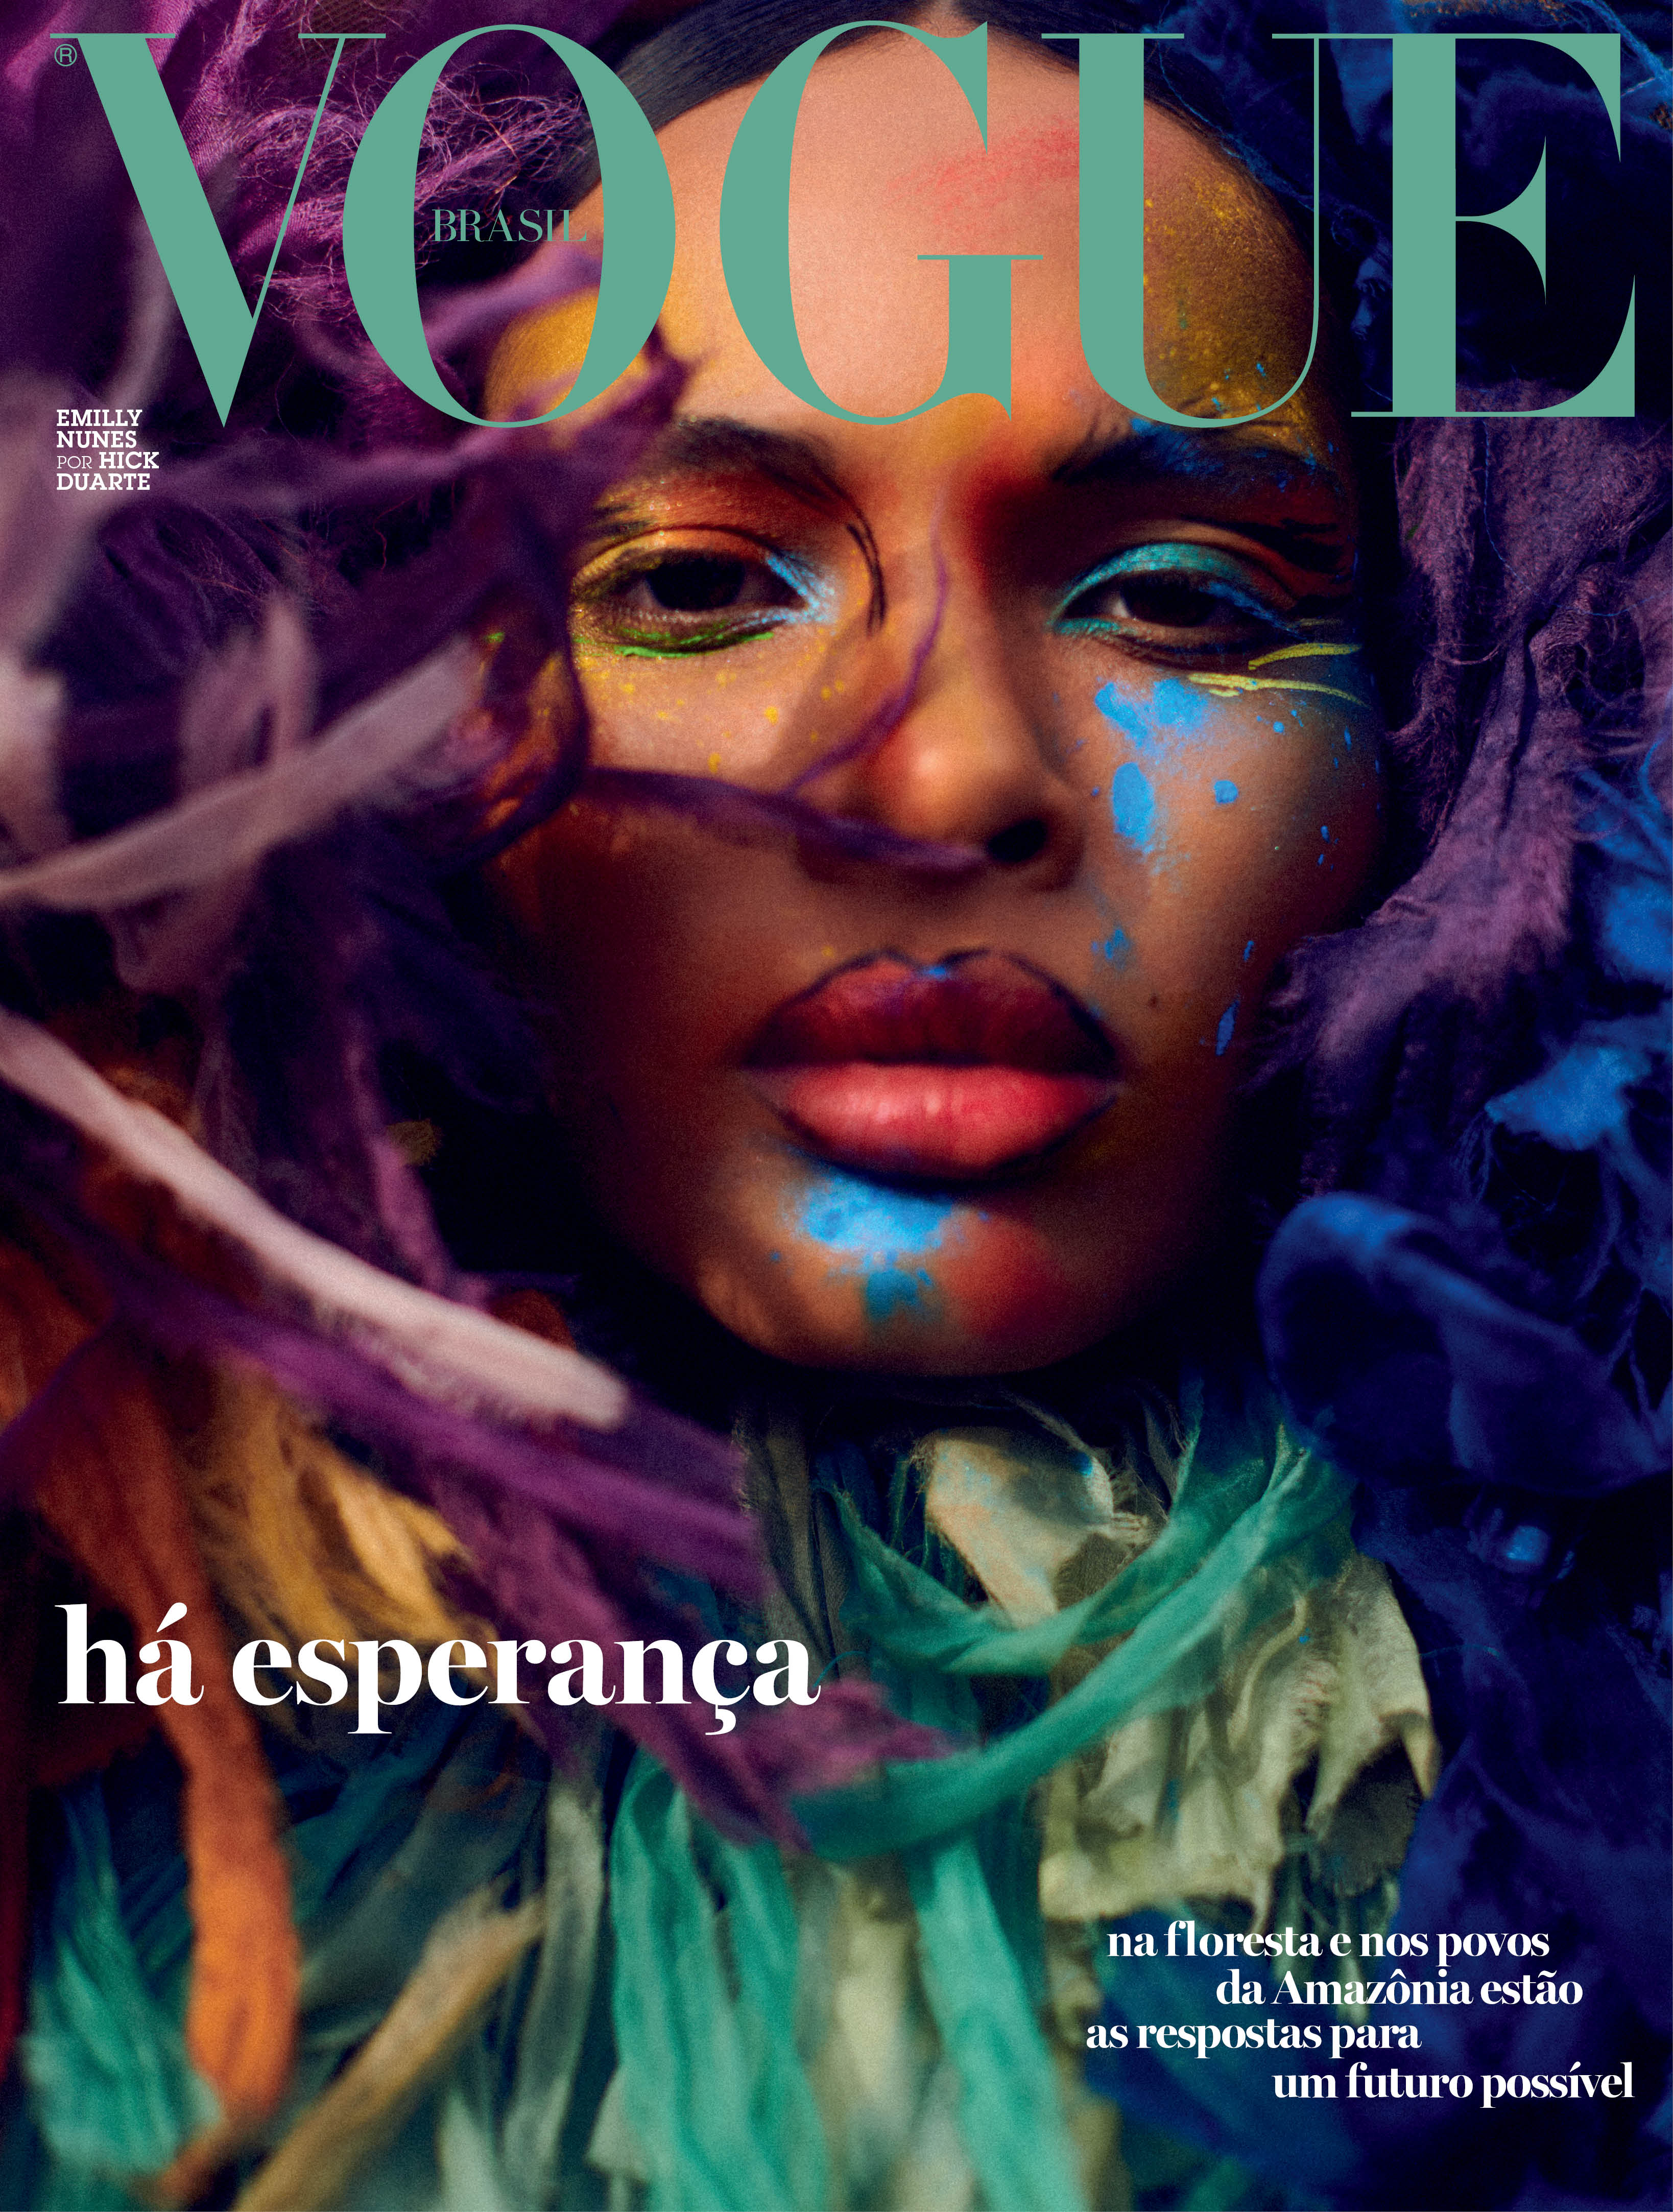 VOGUE
®
BRASIL
EMILLY
NUNES
POR HICK
DUARTE
há esperança
na floresta e nos povos
da Amazônia estão
as respostas para
um futuro possível